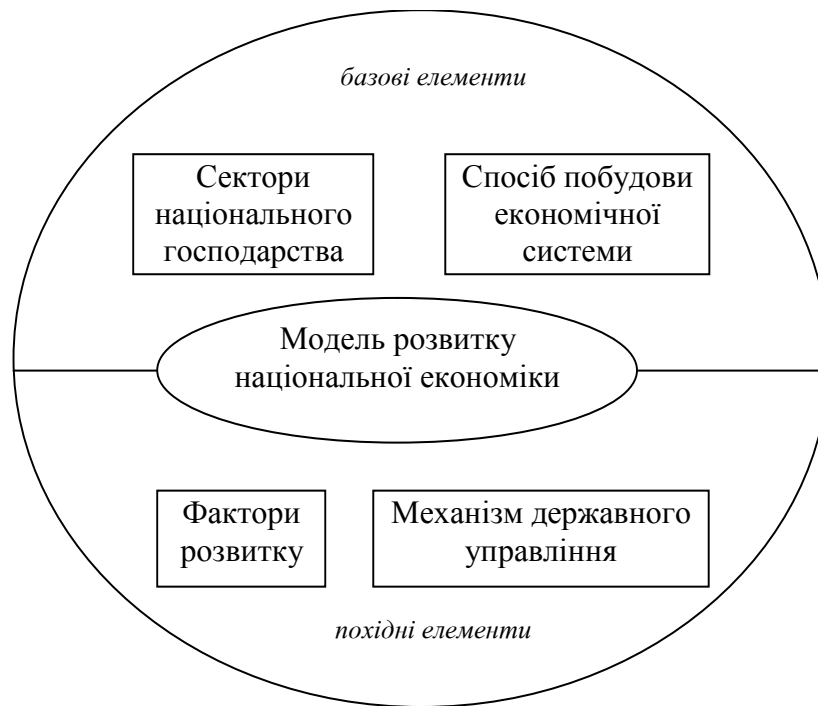 базові елементи
Сектори
національного
господарства
Спосіб побудови
економічної
системи
Модель розвитку
національної економіки
Фактори
розвитку
Механізм державного
управління
похідні елементи